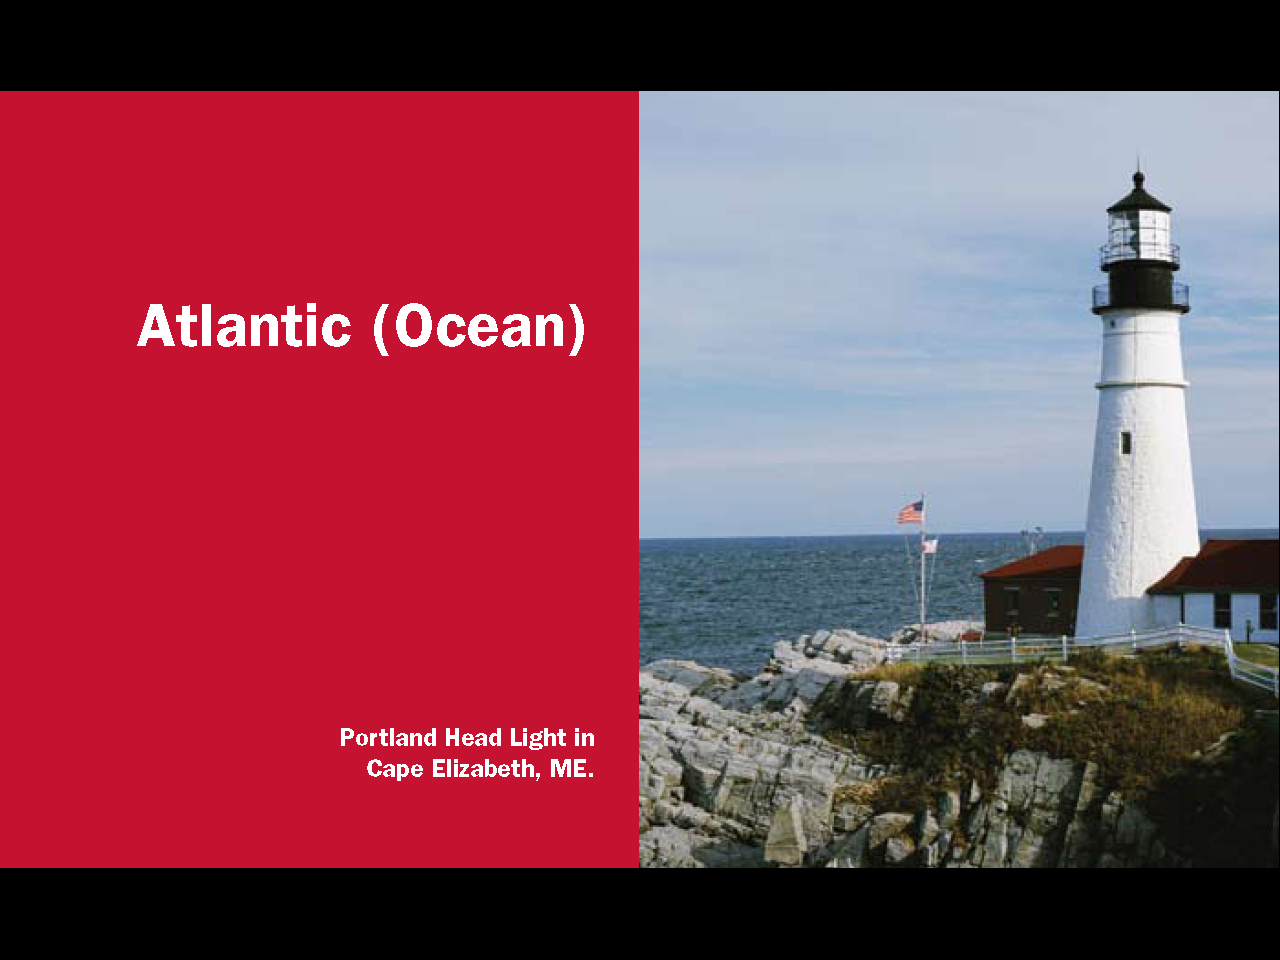 Atlantic (Ocean)
Portland Head Light in
Cape Elizabeth, ME.